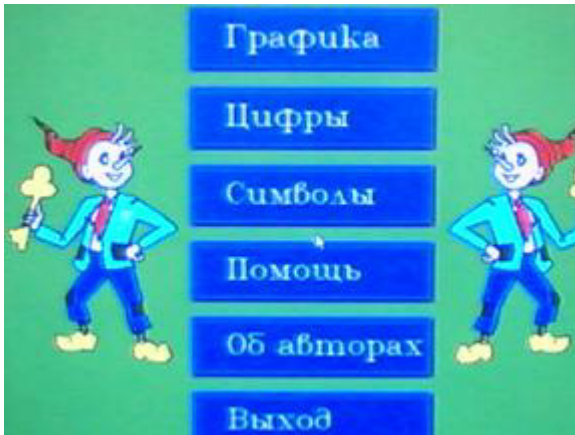 Графика
Цифры
Символы
Помощь
Об авторах
Выход